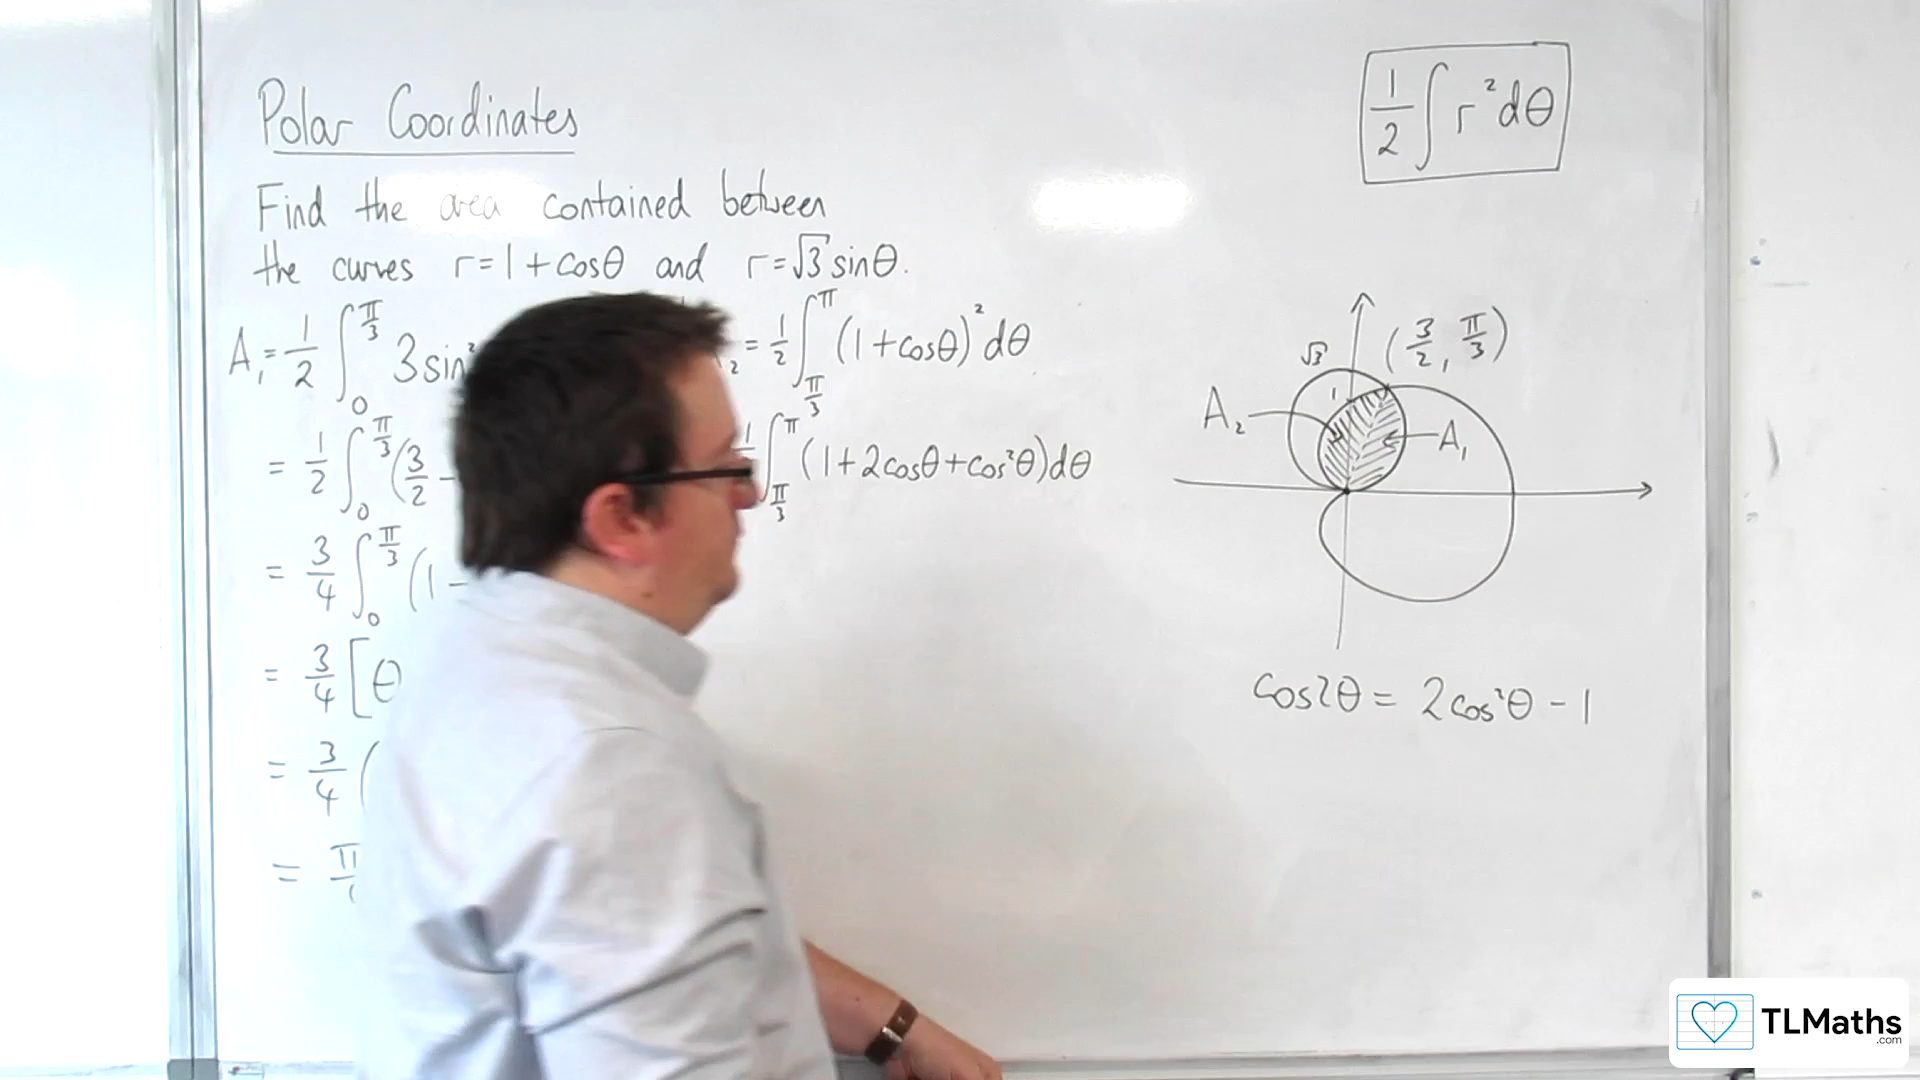 Polar Coordinates
Find the area contained between
the curves r=1+cosθ and r=√3 sinθ.
A₁ = 1/2 ∫₀^(π/3) 3sin²
= 1/2 ∫₀^(π/3) (3/2 -
= 3/4 ∫₀^(π/3) (1 -
= 3/4 [θ
= 3/4 (
= π
₂ = 1/2 ∫_(π/3)^π (1+cosθ)² dθ
1/2 ∫_(π/3)^π (1+2cosθ+cos²θ)dθ
1/2 ∫ r² dθ
(3/2, π/3)
√3
1
A₂
A₁
cos2θ = 2cos²θ - 1
TLMaths
.com